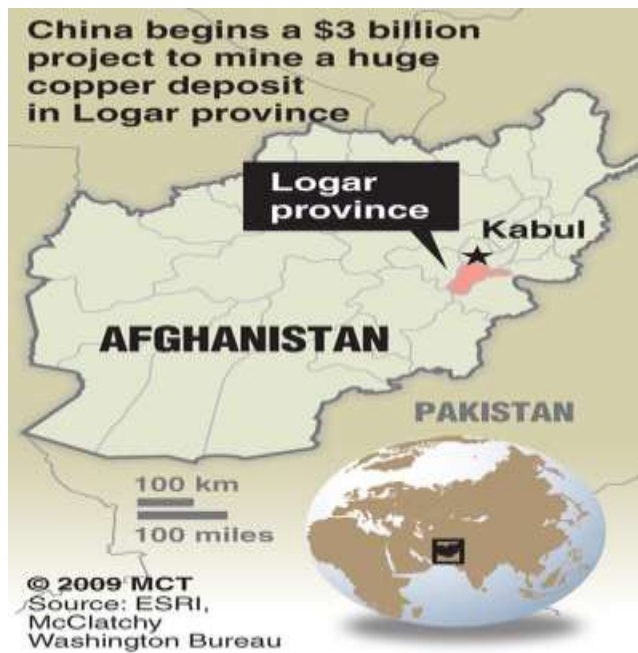 China begins a $3 billion
project to mine a huge
copper deposit
in Logar province
Logar
province
Kabul
AFGHANISTAN
PAKISTAN
100 km
100 miles
© 2009 MCT
Source: ESRI,
McClatchy
Washington Bureau